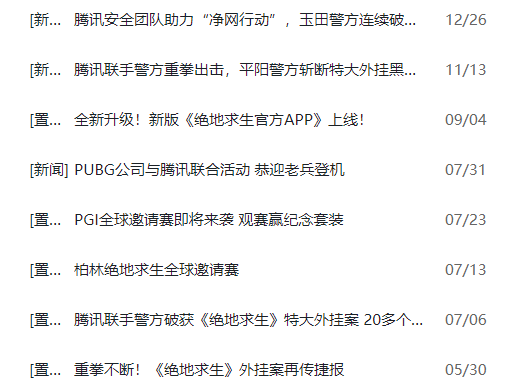 [新... 腾讯安全团队助力“净网行动”，玉田警方连续破... 12/26
[新... 腾讯联手警方重拳出击，平阳警方斩断特大外挂黑... 11/13
[置... 全新升级！新版《绝地求生官方APP》上线！ 09/04
[新闻] PUBG公司与腾讯联合活动 恭迎老兵登机 07/31
[置... PGI全球邀请赛即将来袭 观赛赢纪念套装 07/23
[置... 柏林绝地求生全球邀请赛 07/13
[置... 腾讯联手警方破获《绝地求生》特大外挂案 20多个... 07/06
[置... 重拳不断！《绝地求生》外挂案再传捷报 05/30